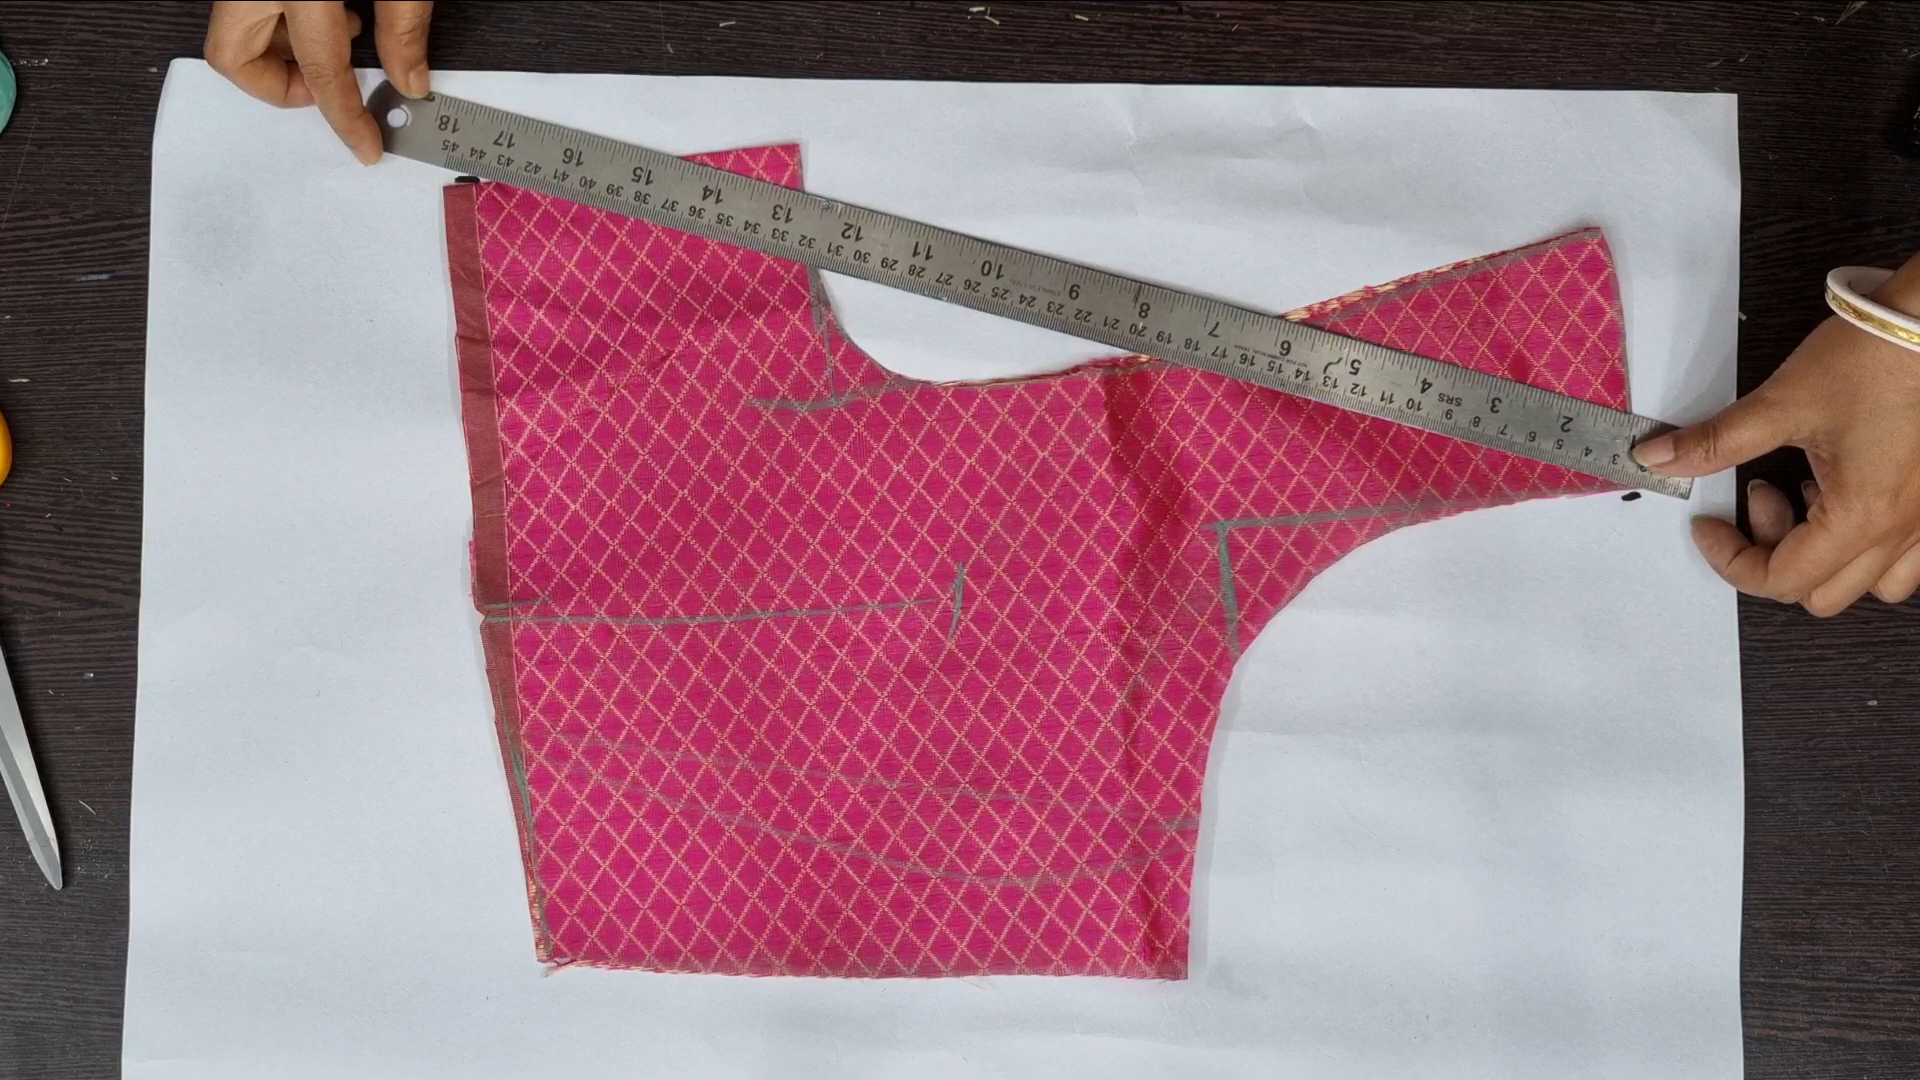 18 17 16 15 14 13 12 11 10 9 8 7 6 5 4 3 2 1
STAINLESS STEEL
45 44 43 42 41 40 39 38 37 36 35 34 33 32 31 30 29 28 27 26 25 24 23 22 21 20 19 18 17 16 15 14 13 12 11 10 9 8 7 6 5 4 3
SRS